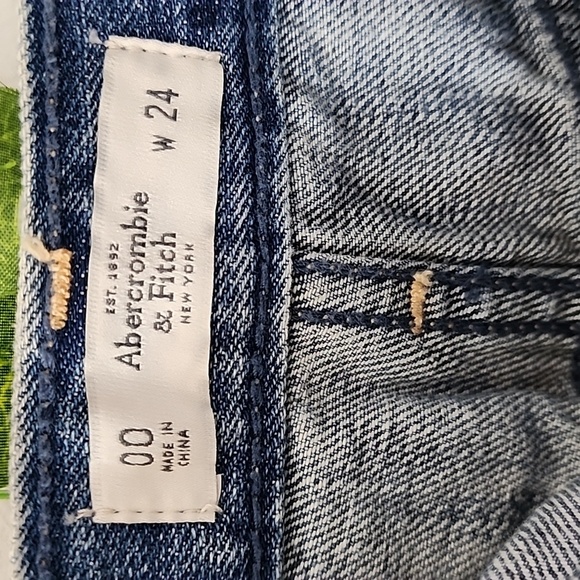 EST. 1892
Abercrombie
& Fitch
NEW YORK
W 24
00
MADE IN
CHINA